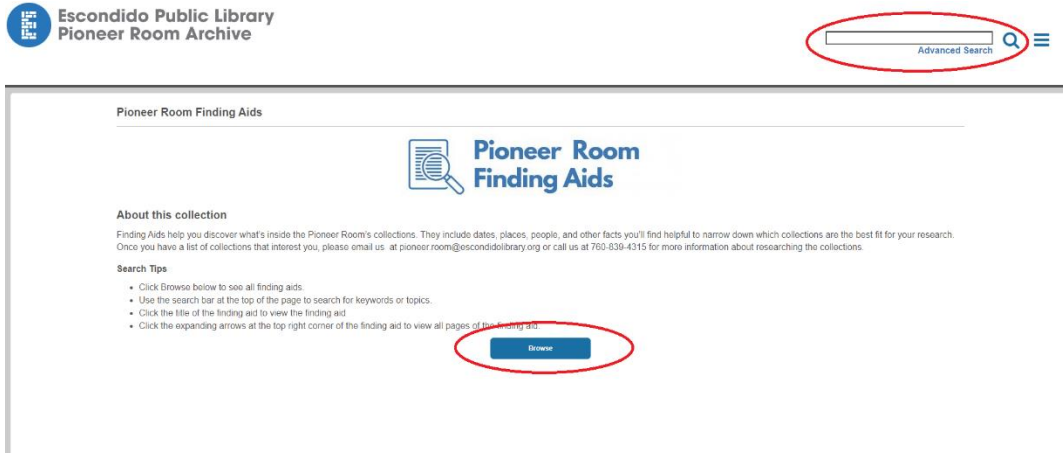 Escondido Public Library
Pioneer Room Archive
Advanced Search
Pioneer Room Finding Aids
Pioneer Room
Finding Aids
About this collection
Finding Aids help you discover what's inside the Pioneer Room's collections. They include dates, places, people, and other facts you'll find helpful to narrow down which collections are the best fit for your research.
Once you have a list of collections that interest you, please email us at pioneer.room@escondidolibrary.org or call us at 760-839-4315 for more information about researching the collections.
Search Tips
• Click Browse below to see all finding aids.
• Use the search bar at the top of the page to search for keywords or topics.
• Click the title of the finding aid to view the finding aid
• Click the expanding arrows at the top right corner of the finding aid to view all pages of the finding aid.
Browse